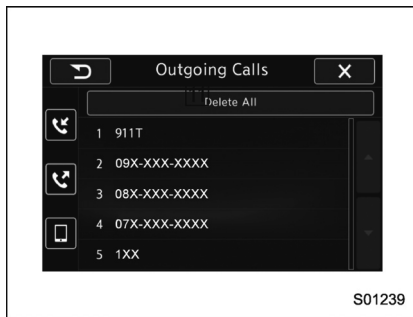 Outgoing Calls
Delete All
1 911T
2 09X-XXX-XXXX
3 08X-XXX-XXXX
4 07X-XXX-XXXX
5 1XX
S01239